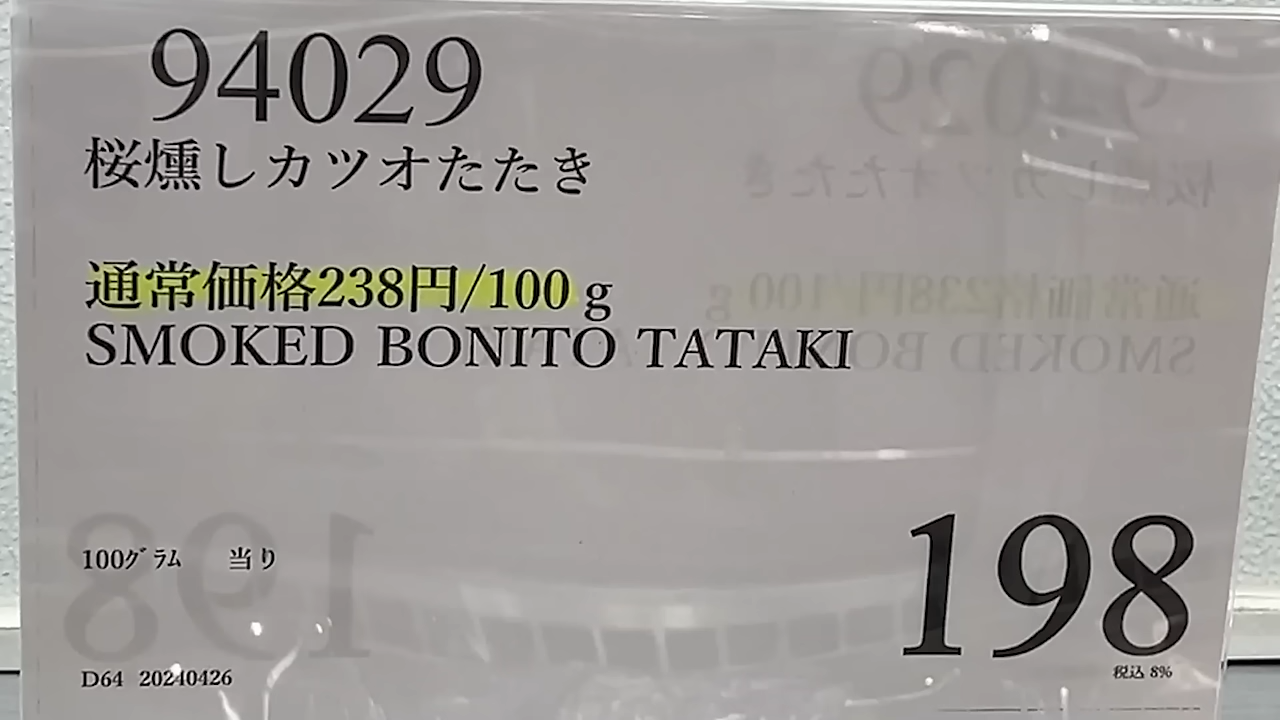 94029
桜燻しカツオたたき
通常価格238円/100g
SMOKED BONITO TATAKI
100グラム 当り
198
税込 8%
D64 20240426